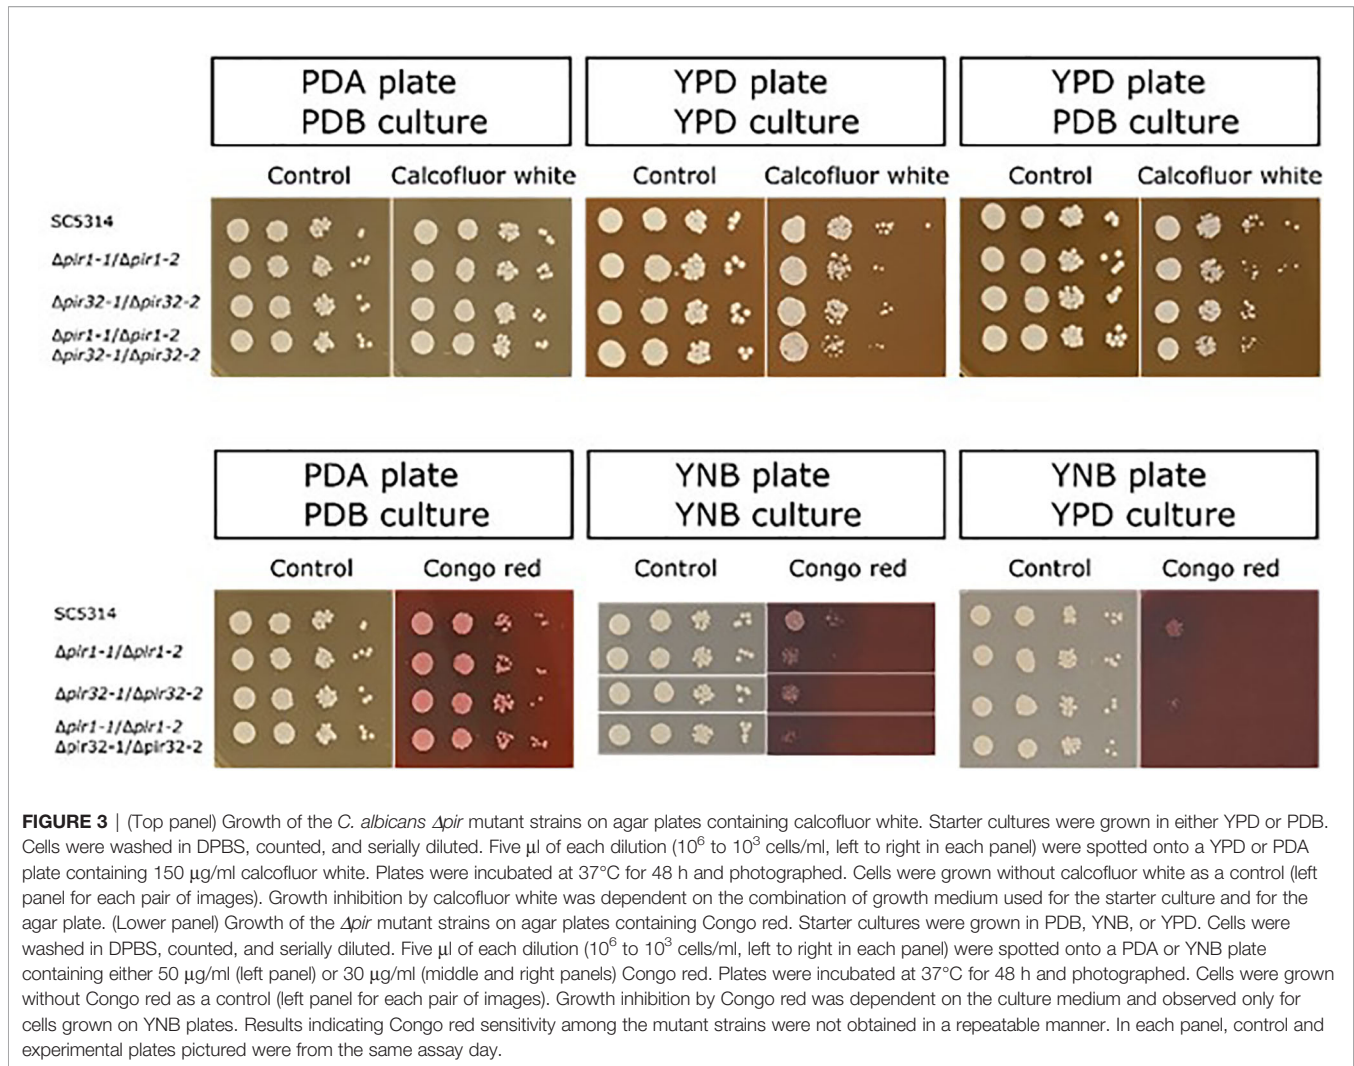 PDA plate
PDB culture
YPD plate
YPD culture
YPD plate
PDB culture
Control
Calcofluor white
Control
Calcofluor white
Control
Calcofluor white
SC5314
Δpir1-1/Δpir1-2
Δpir32-1/Δpir32-2
Δpir1-1/Δpir1-2
Δpir32-1/Δpir32-2
PDA plate
PDB culture
YNB plate
YNB culture
YNB plate
YPD culture
Control
Congo red
Control
Congo red
Control
Congo red
SC5314
Δpir1-1/Δpir1-2
Δpir32-1/Δpir32-2
Δpir1-1/Δpir1-2
Δpir32-1/Δpir32-2
FIGURE 3 | (Top panel) Growth of the C. albicans Δpir mutant strains on agar plates containing calcofluor white. Starter cultures were grown in either YPD or PDB.
Cells were washed in DPBS, counted, and serially diluted. Five μl of each dilution (10⁶ to 10³ cells/ml, left to right in each panel) were spotted onto a YPD or PDA
plate containing 150 μg/ml calcofluor white. Plates were incubated at 37°C for 48 h and photographed. Cells were grown without calcofluor white as a control (left
panel for each pair of images). Growth inhibition by calcofluor white was dependent on the combination of growth medium used for the starter culture and for the
agar plate. (Lower panel) Growth of the Δpir mutant strains on agar plates containing Congo red. Starter cultures were grown in PDB, YNB, or YPD. Cells were
washed in DPBS, counted, and serially diluted. Five μl of each dilution (10⁶ to 10³ cells/ml, left to right in each panel) were spotted onto a PDA or YNB plate
containing either 50 μg/ml (left panel) or 30 μg/ml (middle and right panels) Congo red. Plates were incubated at 37°C for 48 h and photographed. Cells were grown
without Congo red as a control (left panel for each pair of images). Growth inhibition by Congo red was dependent on the culture medium and observed only for
cells grown on YNB plates. Results indicating Congo red sensitivity among the mutant strains were not obtained in a repeatable manner. In each panel, control and
experimental plates pictured were from the same assay day.